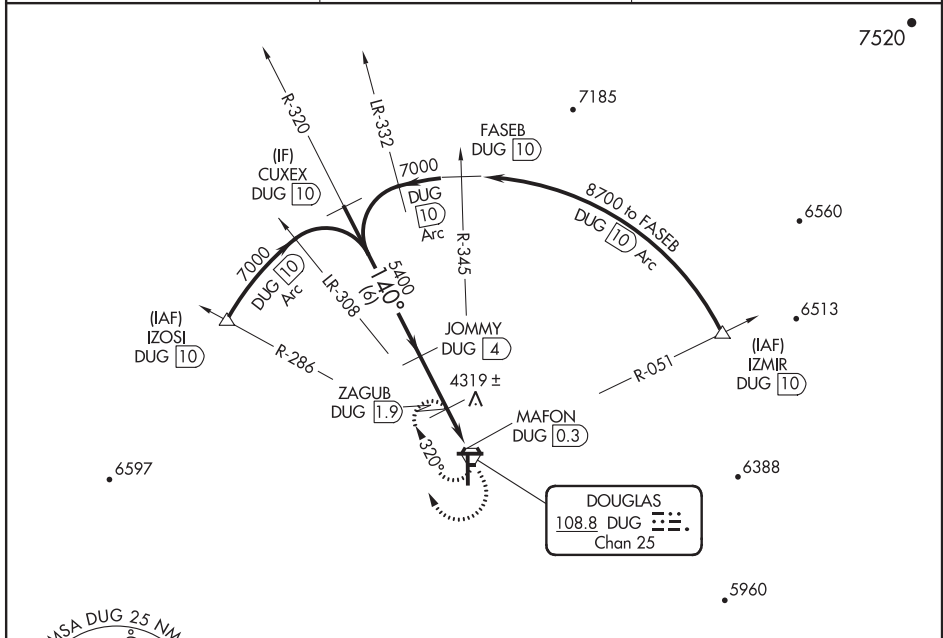 7520
7185
R-320
LR-332
FASEB
DUG 10
(IF)
CUXEX
DUG 10
7000
DUG
10
Arc
8700 to FASEB
DUG 10 Arc
6560
7000
DUG 10
Arc
LR-308
5400
140°
(6)
R-345
6513
(IAF)
IZOSI
DUG 10
R-286
JOMMY
DUG 4
(IAF)
IZMIR
DUG 10
R-051
4319 ±
ZAGUB
DUG 1.9
MAFON
DUG 0.3
320°
6597
6388
DOUGLAS
108.8 DUG
Chan 25
5960
MSA DUG 25 NM